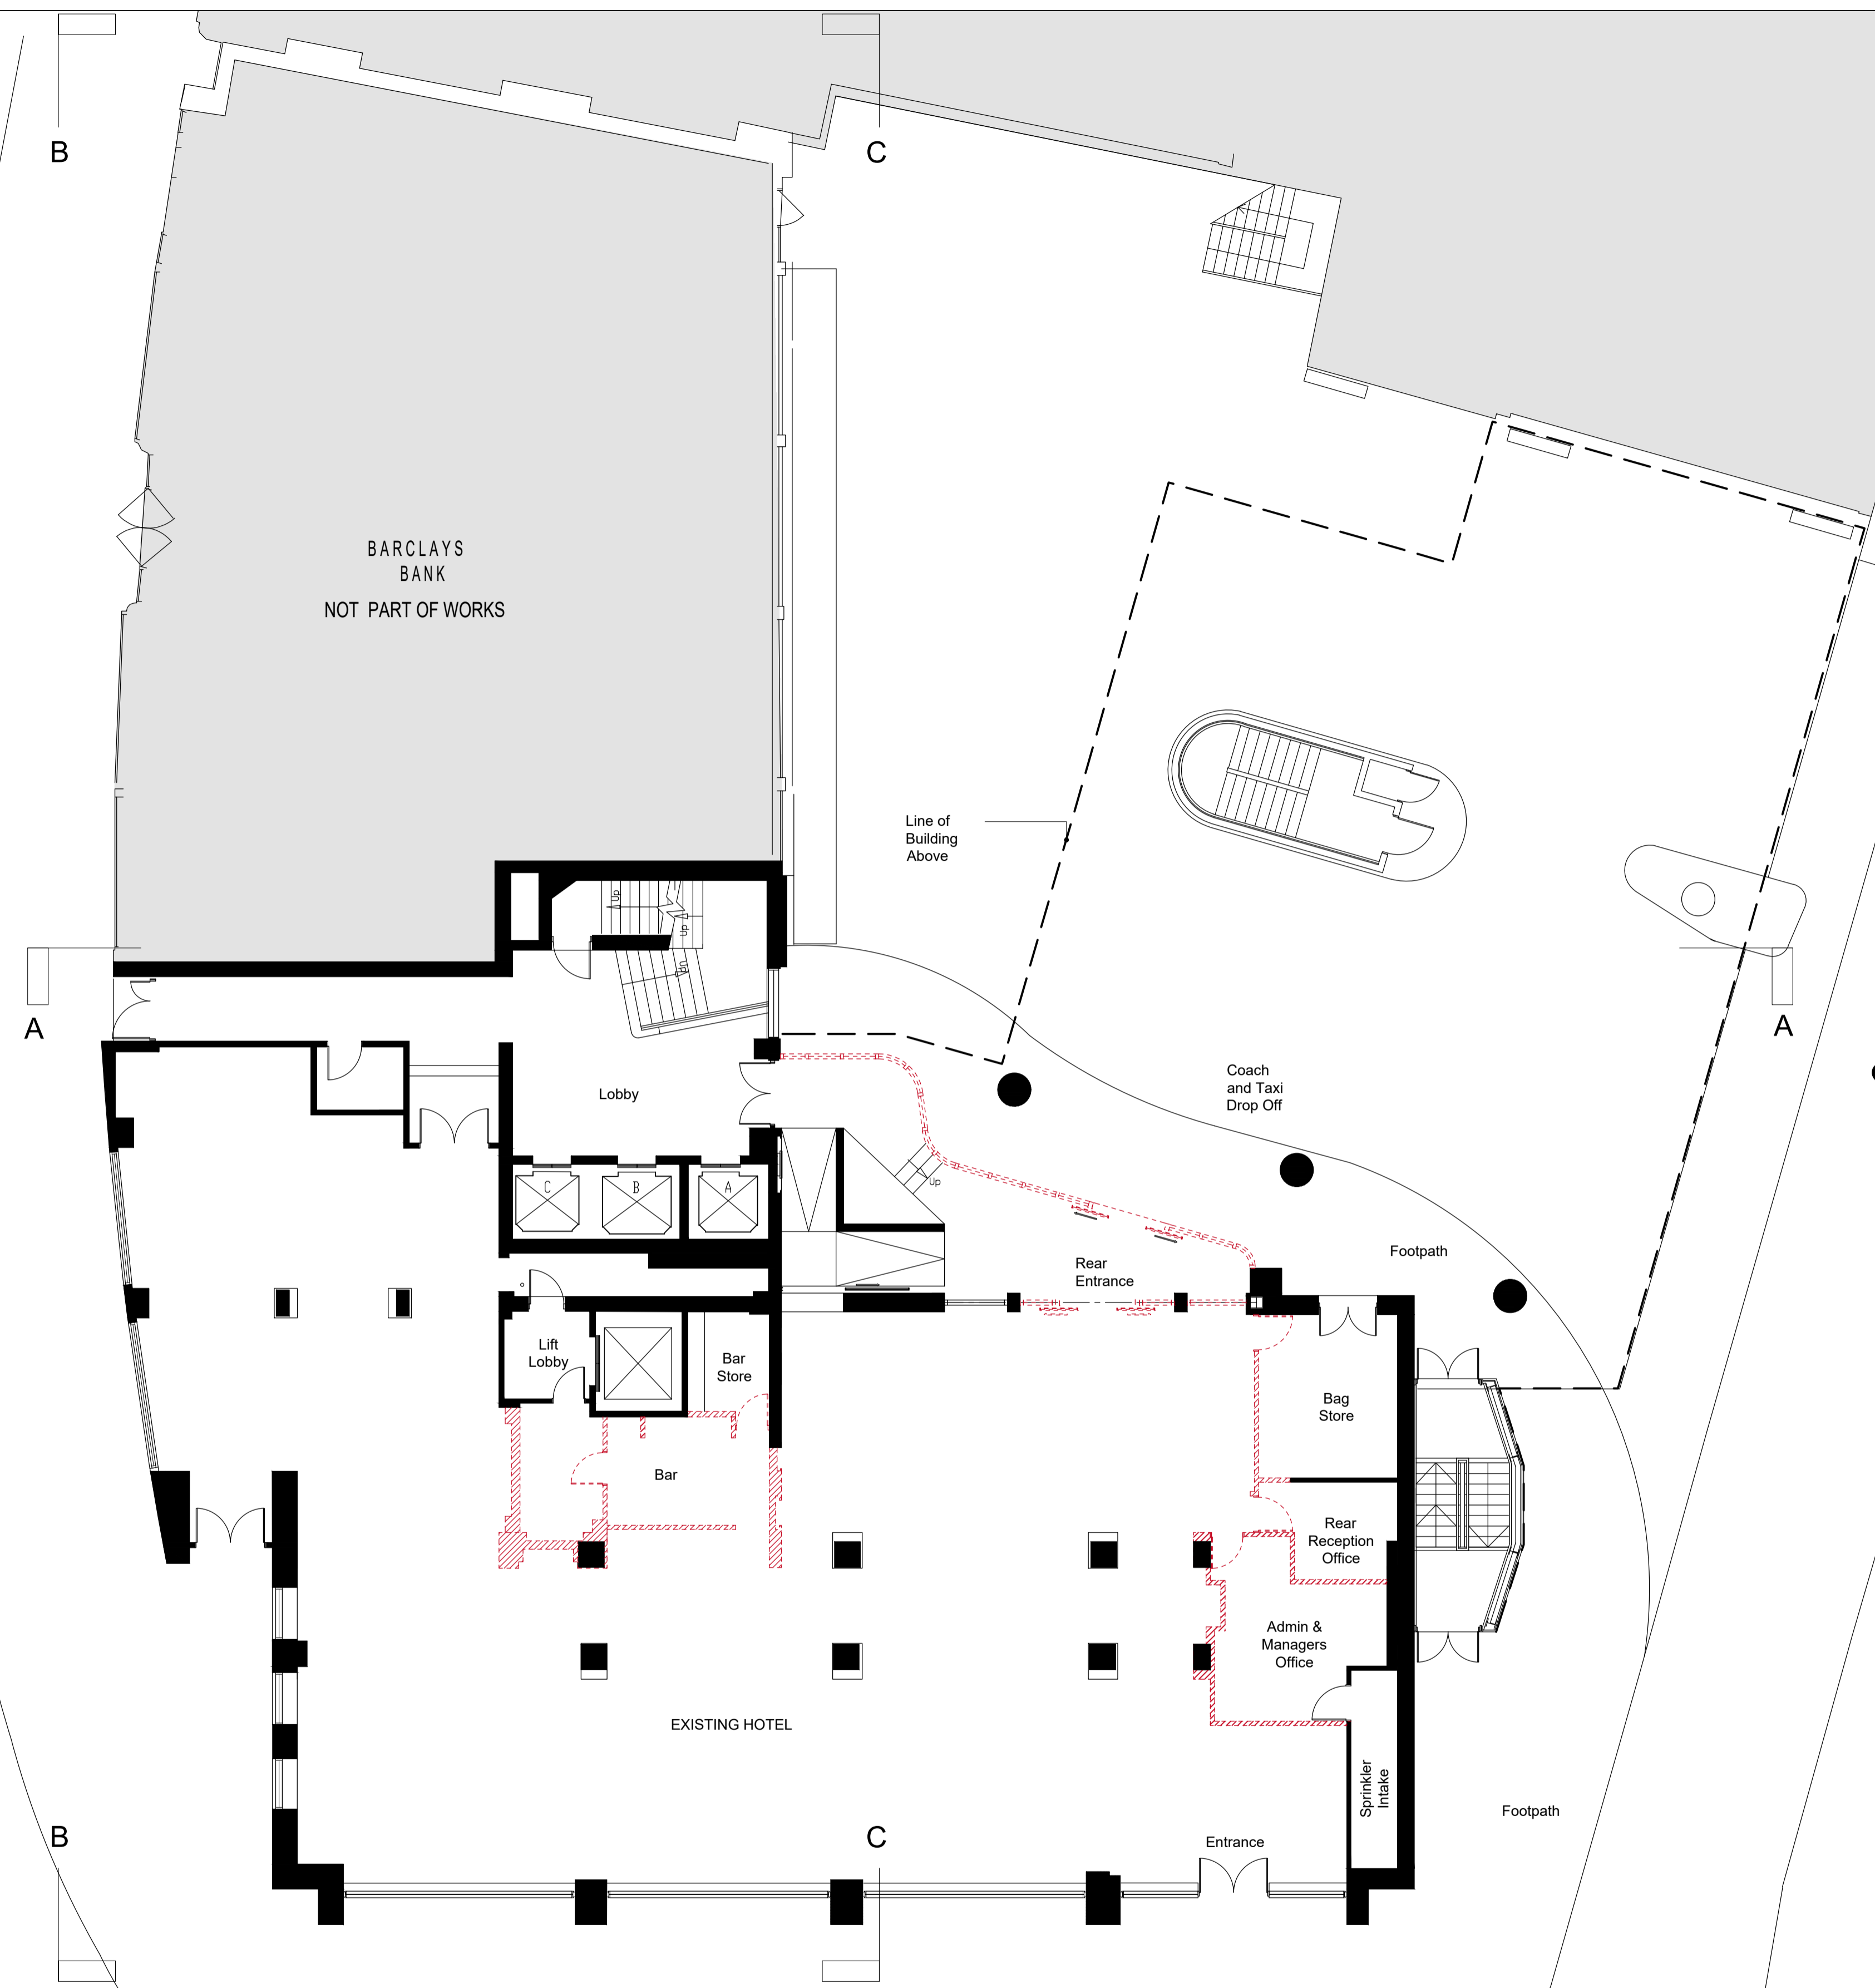 B
C
BARCLAYS
BANK
NOT PART OF WORKS
Line of
Building
Above
Up
Up
Up
A
A
Coach
and Taxi
Drop Off
Lobby
Up
C
B
A
Footpath
Rear
Entrance
Lift
Lobby
Bar
Store
Bag
Store
Bar
Rear
Reception
Office
Admin &
Managers
Office
EXISTING HOTEL
Sprinkler
Intake
Footpath
B
C
Entrance